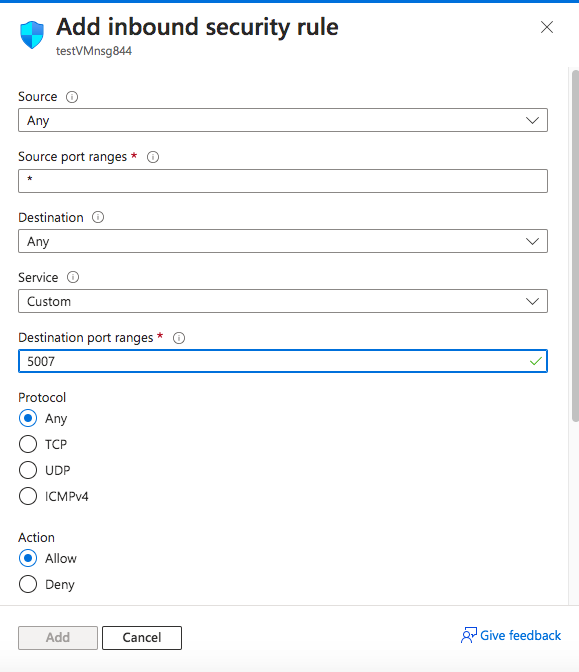 Add inbound security rule
testVMnsg844
Source
Any
Source port ranges *
*
Destination
Any
Service
Custom
Destination port ranges *
5007
Protocol
Any
TCP
UDP
ICMPv4
Action
Allow
Deny
Add Cancel Give feedback